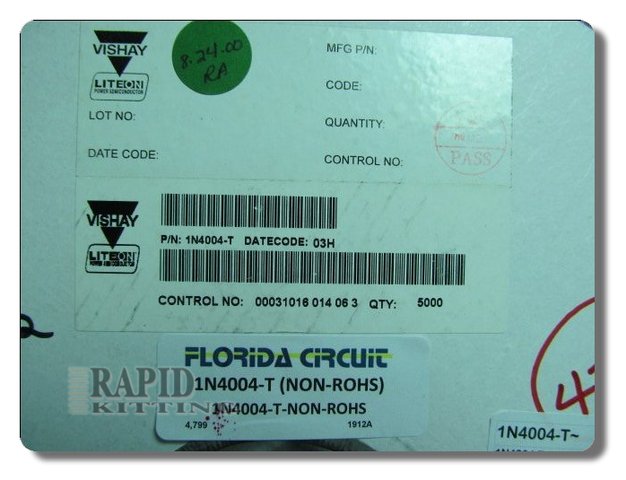 VISHAY
LITEON
POWER SEMICONDUCTOR
8.24.00
RA
MFG P/N:
CODE:
LOT NO:
QUANTITY:
DATE CODE:
CONTROL NO:
PASS
VISHAY
LITEON
P/N: 1N4004-T DATECODE: 03H
CONTROL NO: 00031016 014 06 3 QTY: 5000
FLORIDA CIRCUIT
1N4004-T (NON-ROHS)
1N4004-T-NON-ROHS
4,799 1912A
RAPID
KITTING
1N4004-T~